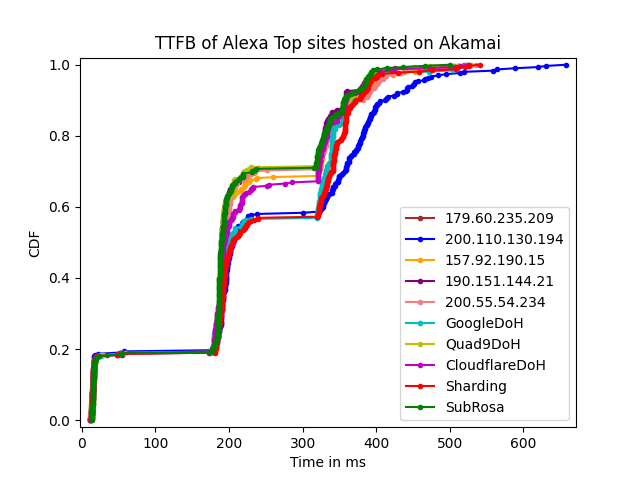 TTFB of Alexa Top sites hosted on Akamai
1.0
0.8
0.6
0.4
0.2
0.0
CDF
179.60.235.209
200.110.130.194
157.92.190.15
190.151.144.21
200.55.54.234
GoogleDoH
Quad9DoH
CloudflareDoH
Sharding
SubRosa
0 100 200 300 400 500 600
Time in ms